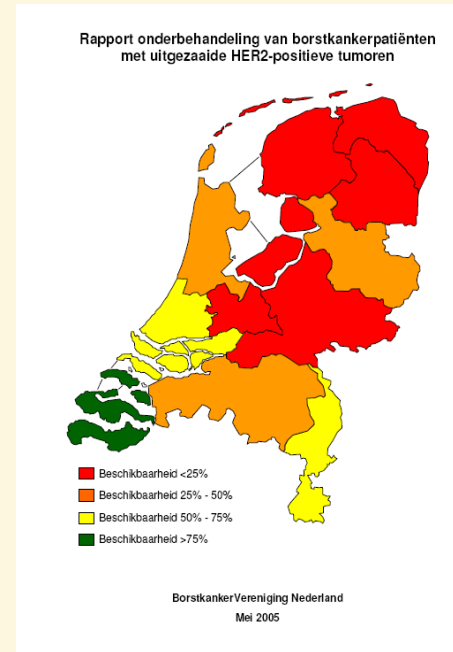 Rapport onderbehandeling van borstkankerpatiënten
met uitgezaaide HER2-positieve tumoren
Beschikbaarheid <25%
Beschikbaarheid 25% - 50%
Beschikbaarheid 50% - 75%
Beschikbaarheid >75%
BorstkankerVereniging Nederland
Mei 2005